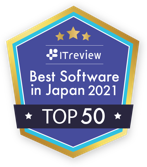 ITreview
Best Software
in Japan 2021
TOP 50